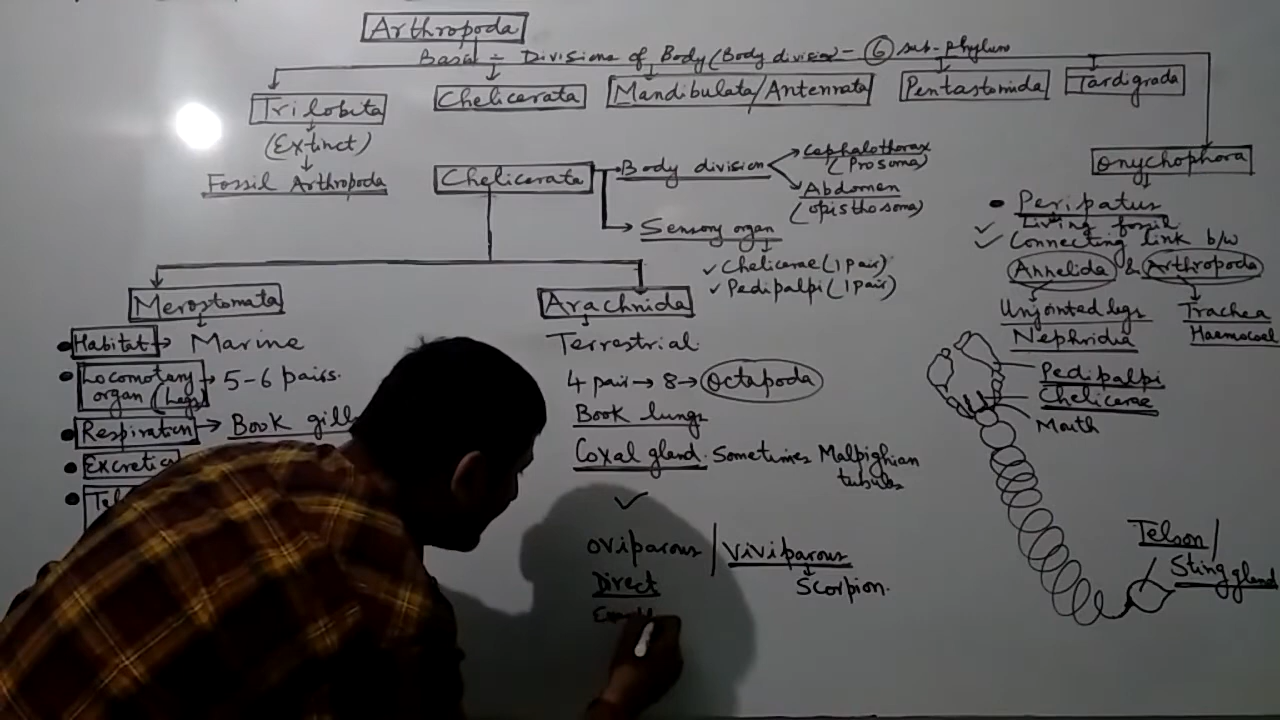 Arthropoda
Basis ÷ Divisions of Body (Body division - 6 sub-phylum
Trilobita
(Extinct)
Fossil Arthropoda
Chelicerata
Mandibulata/Antennata
Pentastomida
Tardigrada
Onychophora
• Peripatus
✓ Living fossil
✓ Connecting link b/w
Annelida & Arthropoda
Unjointed legs
Nephridia
Trachea
Haemocoel
Chelicerata
Body division
Cephalothorax
(Prosoma)
Abdomen
(Opisthosoma)
Sensory organ
✓ Chelicerae (1 pair)
✓ Pedipalpi (1 pair)
Merostomata
• Habitat → Marine
• Locomotary → 5-6 pairs.
organ (Legs)
• Respiration → Book gill
• Excretion
• Tel
Arachnida
Terrestrial
4 pair → 8 → Octapoda
Book lungs
Coxal gland. Sometimes Malpighian
tubules
✓
Oviparous / Viviparous
Scorpion.
Direct
Pedipalpi
Chelicerae
Mouth
Telson/
Sting gland